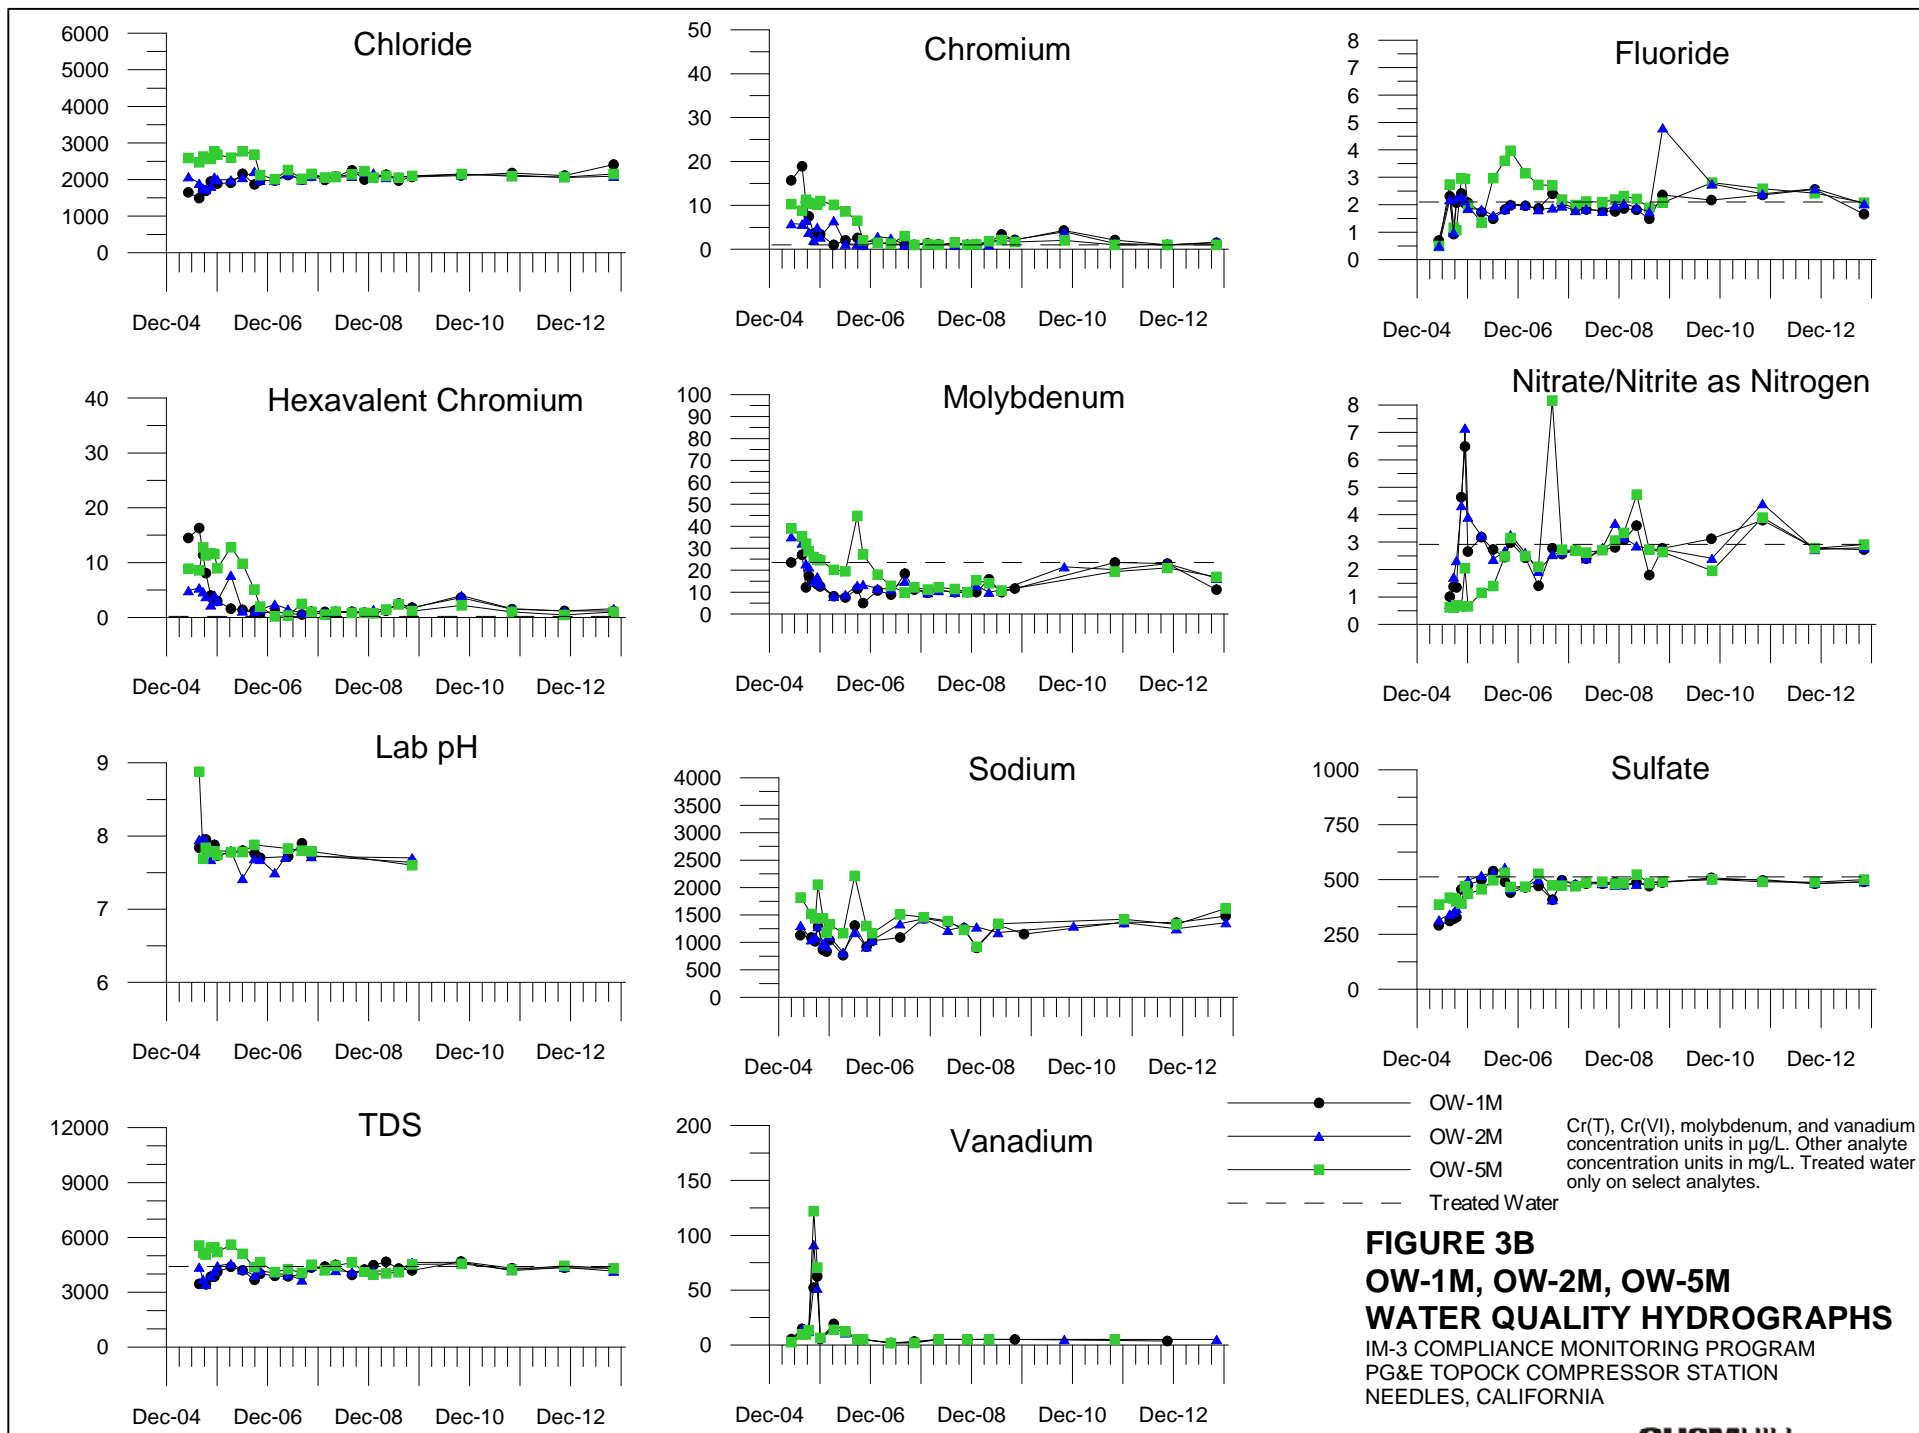 Chloride
6000
5000
4000
3000
2000
1000
0
Dec-04 Dec-06 Dec-08 Dec-10 Dec-12
Chromium
50
40
30
20
10
0
Dec-04 Dec-06 Dec-08 Dec-10 Dec-12
Fluoride
8
7
6
5
4
3
2
1
0
Dec-04 Dec-06 Dec-08 Dec-10 Dec-12
Hexavalent Chromium
40
30
20
10
0
Dec-04 Dec-06 Dec-08 Dec-10 Dec-12
Molybdenum
100
90
80
70
60
50
40
30
20
10
0
Dec-04 Dec-06 Dec-08 Dec-10 Dec-12
Nitrate/Nitrite as Nitrogen
8
7
6
5
4
3
2
1
0
Dec-04 Dec-06 Dec-08 Dec-10 Dec-12
Lab pH
9
8
7
6
Dec-04 Dec-06 Dec-08 Dec-10 Dec-12
Sodium
4000
3500
3000
2500
2000
1500
1000
500
0
Dec-04 Dec-06 Dec-08 Dec-10 Dec-12
Sulfate
1000
750
500
250
0
Dec-04 Dec-06 Dec-08 Dec-10 Dec-12
TDS
12000
9000
6000
3000
0
Dec-04 Dec-06 Dec-08 Dec-10 Dec-12
Vanadium
200
150
100
50
0
Dec-04 Dec-06 Dec-08 Dec-10 Dec-12
OW-1M
OW-2M
OW-5M
Treated Water
Cr(T), Cr(VI), molybdenum, and vanadium
concentration units in µg/L. Other analyte
concentration units in mg/L. Treated water
only on select analytes.
FIGURE 3B
OW-1M, OW-2M, OW-5M
WATER QUALITY HYDROGRAPHS
IM-3 COMPLIANCE MONITORING PROGRAM
PG&E TOPOCK COMPRESSOR STATION
NEEDLES, CALIFORNIA